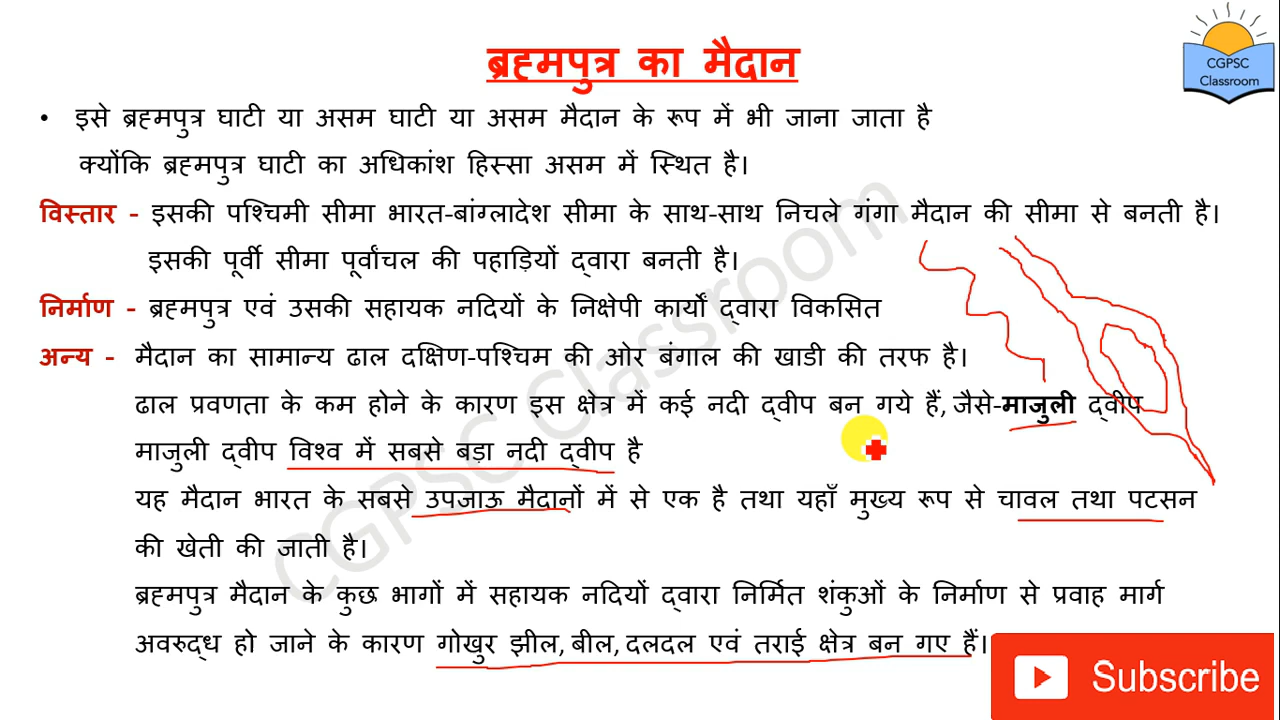 ब्रह्मपुत्र का मैदान
CGPSC
Classroom
• इसे ब्रह्मपुत्र घाटी या असम घाटी या असम मैदान के रूप में भी जाना जाता है
क्योंकि ब्रह्मपुत्र घाटी का अधिकांश हिस्सा असम में स्थित है।
विस्तार - इसकी पश्चिमी सीमा भारत-बांग्लादेश सीमा के साथ-साथ निचले गंगा मैदान की सीमा से बनती है।
इसकी पूर्वी सीमा पूर्वांचल की पहाड़ियों द्वारा बनती है।
निर्माण - ब्रह्मपुत्र एवं उसकी सहायक नदियों के निक्षेपी कार्यों द्वारा विकसित
अन्य - मैदान का सामान्य ढाल दक्षिण-पश्चिम की ओर बंगाल की खाडी की तरफ है।
ढाल प्रवणता के कम होने के कारण इस क्षेत्र में कई नदी द्वीप बन गये हैं, जैसे-माजुली द्वीप
माजुली द्वीप विश्व में सबसे बड़ा नदी द्वीप है
यह मैदान भारत के सबसे उपजाऊ मैदानों में से एक है तथा यहाँ मुख्य रूप से चावल तथा पटसन
की खेती की जाती है।
ब्रह्मपुत्र मैदान के कुछ भागों में सहायक नदियों द्वारा निर्मित शंकुओं के निर्माण से प्रवाह मार्ग
अवरुद्ध हो जाने के कारण गोखुर झील, बील, दलदल एवं तराई क्षेत्र बन गए हैं।
CGPSC Classroom
Subscribe